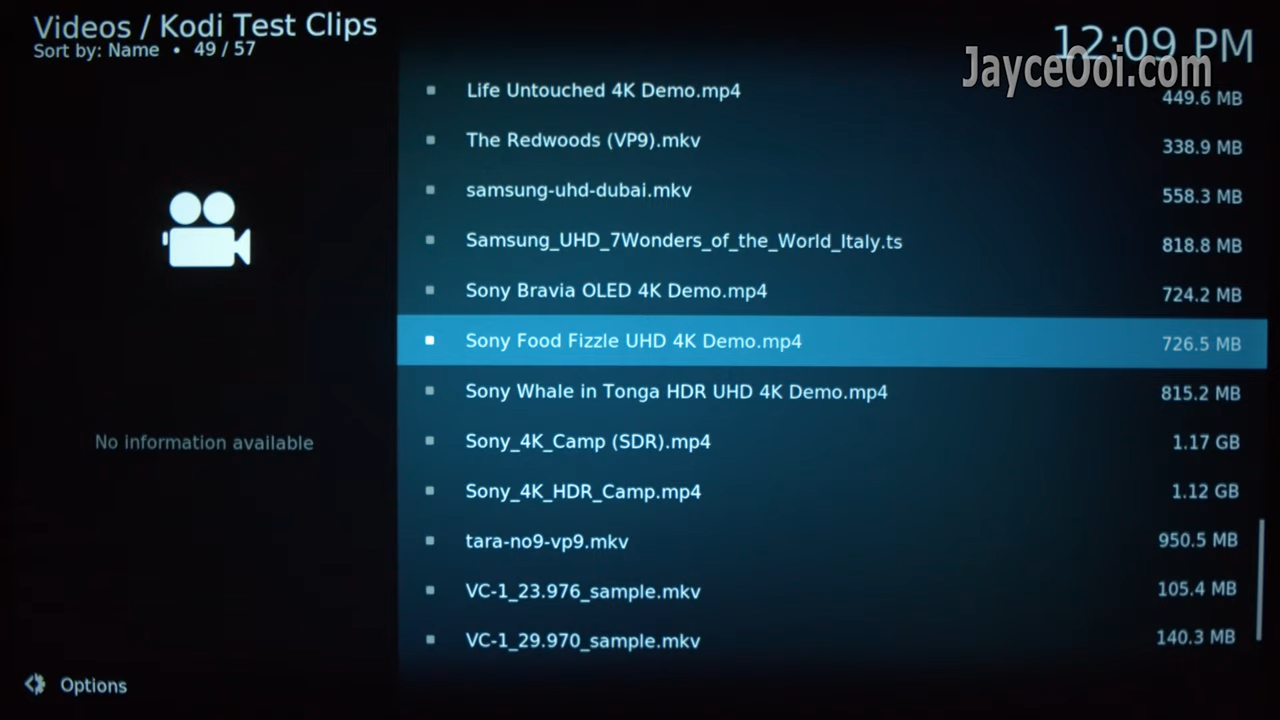 Videos / Kodi Test Clips
Sort by: Name • 49 / 57
12:09 PM
JayceOoi.com
Life Untouched 4K Demo.mp4 449.6 MB
The Redwoods (VP9).mkv 338.9 MB
samsung-uhd-dubai.mkv 558.3 MB
Samsung_UHD_7Wonders_of_the_World_Italy.ts 818.8 MB
Sony Bravia OLED 4K Demo.mp4 724.2 MB
Sony Food Fizzle UHD 4K Demo.mp4 726.5 MB
Sony Whale in Tonga HDR UHD 4K Demo.mp4 815.2 MB
Sony_4K_Camp (SDR).mp4 1.17 GB
Sony_4K_HDR_Camp.mp4 1.12 GB
tara-no9-vp9.mkv 950.5 MB
VC-1_23.976_sample.mkv 105.4 MB
VC-1_29.970_sample.mkv 140.3 MB
No information available
Options